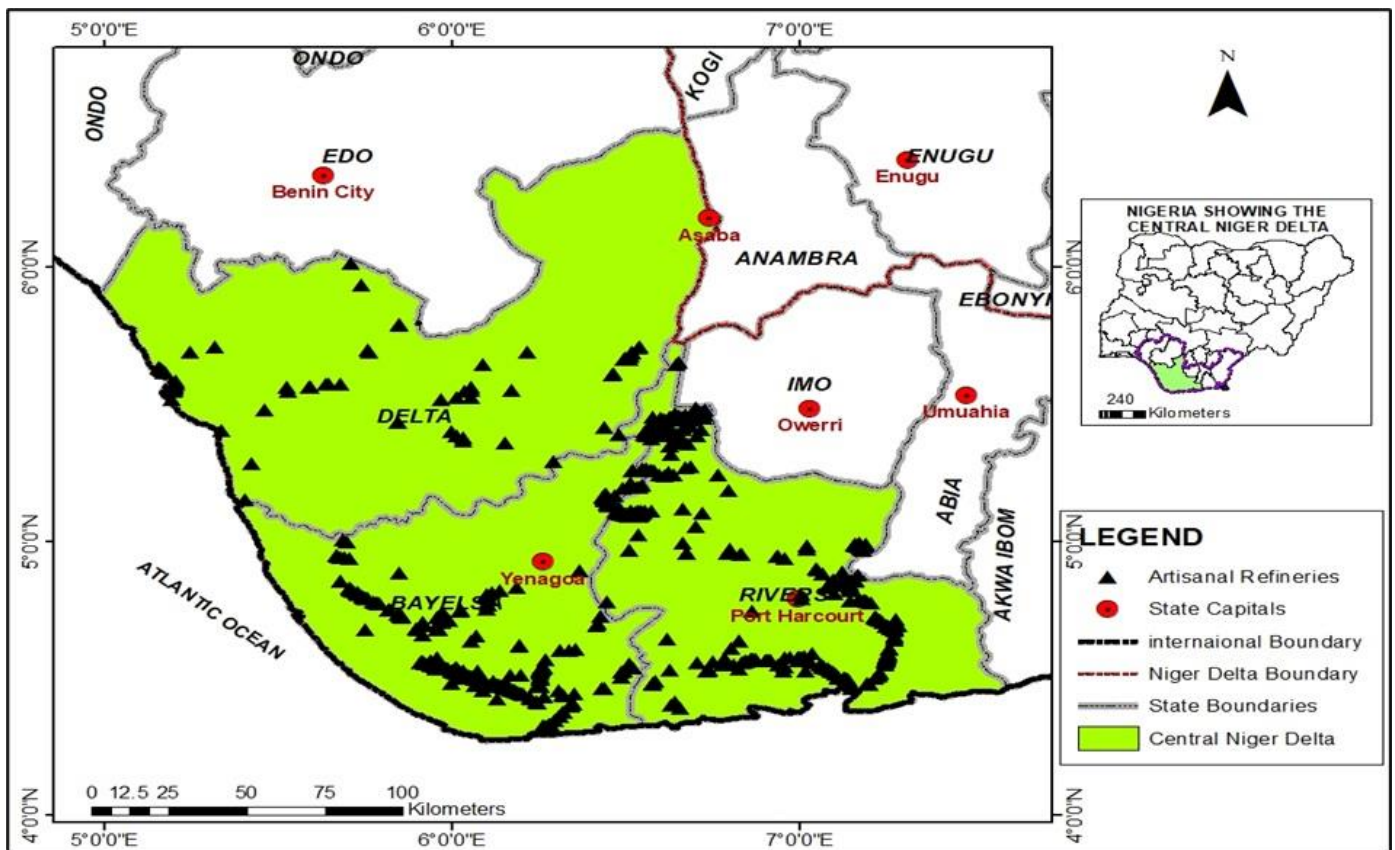 5°0'0"E
6°0'0"E
7°0'0"E
ONDO
ONDO
KOGI
N
EDO
Benin City
ENUGU
Enugu
Asaba
ANAMBRA
EBONYI
6°0'0"N
6°0'0"N
NIGERIA SHOWING THE
CENTRAL NIGER DELTA
240
Kilometers
IMO
Owerri
Umuahia
DELTA
ABIA
AKWA IBOM
5°0'0"N
5°0'0"N
ATLANTIC OCEAN
Yenagoa
BAYELSA
RIVERS
Port Harcourt
LEGEND
Artisanal Refineries
State Capitals
internaional Boundary
Niger Delta Boundary
State Boundaries
Central Niger Delta
0 12.5 25 50 75 100
Kilometers
4°0'0"N
4°0'0"N
5°0'0"E
6°0'0"E
7°0'0"E